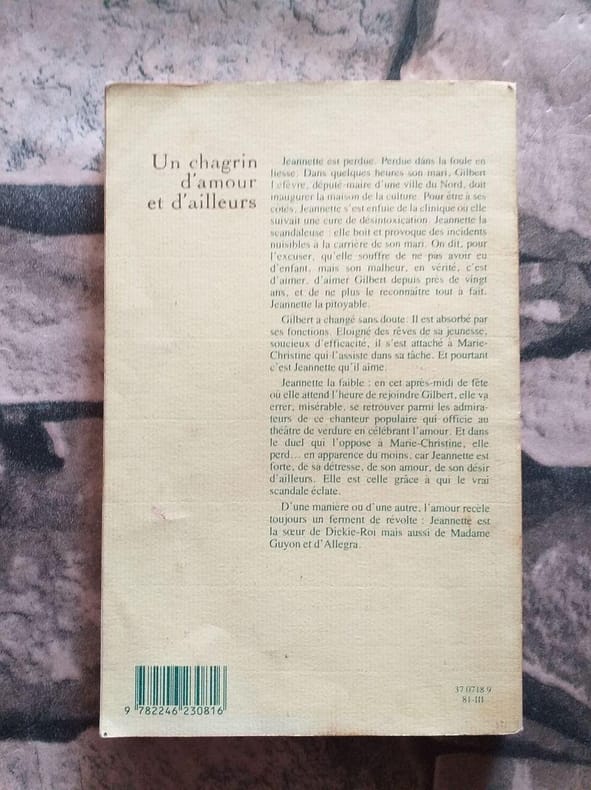 Un chagrin
d'amour
et d'ailleurs
Jeannette est perdue. Perdue dans la foule en
liesse. Dans quelques heures son mari, Gilbert
Lefèvre, député-maire d'une ville du Nord, doit
inaugurer la maison de la culture. Pour être à ses
côtés, Jeannette s'est enfuie de la clinique où elle
suivait une cure de désintoxication. Jeannette la
scandaleuse : elle boit et provoque des incidents
nuisibles à la carrière de son mari. On dit, pour
l'excuser, qu'elle souffre de ne pas avoir eu
d'enfant, mais son malheur, en vérité, c'est
d'aimer, d'aimer Gilbert depuis près de vingt
ans, et de ne plus le reconnaître tout à fait.
Jeannette la pitoyable.
Gilbert a changé sans doute. Il est absorbé par
ses fonctions. Eloigné des rêves de sa jeunesse,
soucieux d'efficacité, il s'est attaché à Marie-
Christine qui l'assiste dans sa tâche. Et pourtant
c'est Jeannette qu'il aime.
Jeannette la faible : en cet après-midi de fête
où elle attend l'heure de rejoindre Gilbert, elle va
errer, misérable, se retrouver parmi les admira-
teurs de ce chanteur populaire qui officie au
théâtre de verdure en célébrant l'amour. Et dans
le duel qui l'oppose à Marie-Christine, elle
perd... en apparence du moins, car Jeannette est
forte, de sa détresse, de son amour, de son désir
d'ailleurs. Elle est celle grâce à qui le vrai
scandale éclate.
D'une manière ou d'une autre, l'amour recèle
toujours un ferment de révolte : Jeannette est
la sœur de Dickie-Roi mais aussi de Madame
Guyon et d'Allegra.
9 782246 230816
37 0718 9
81-III